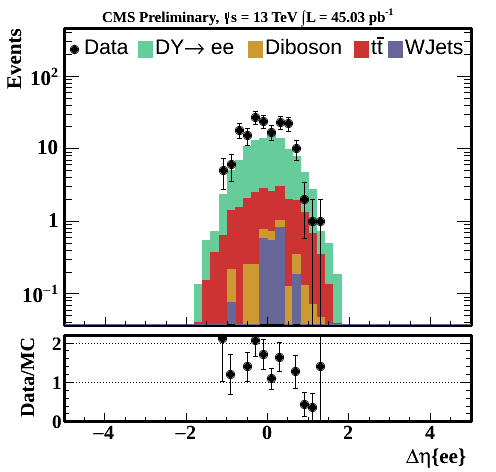 CMS Preliminary, √s = 13 TeV ∫L = 45.03 pb⁻¹
Events
Data DY→ ee Diboson tt̄ WJets
10²
10
1
10⁻¹
Data/MC
2
1
0
−4 −2 0 2 4
Δη{ee}